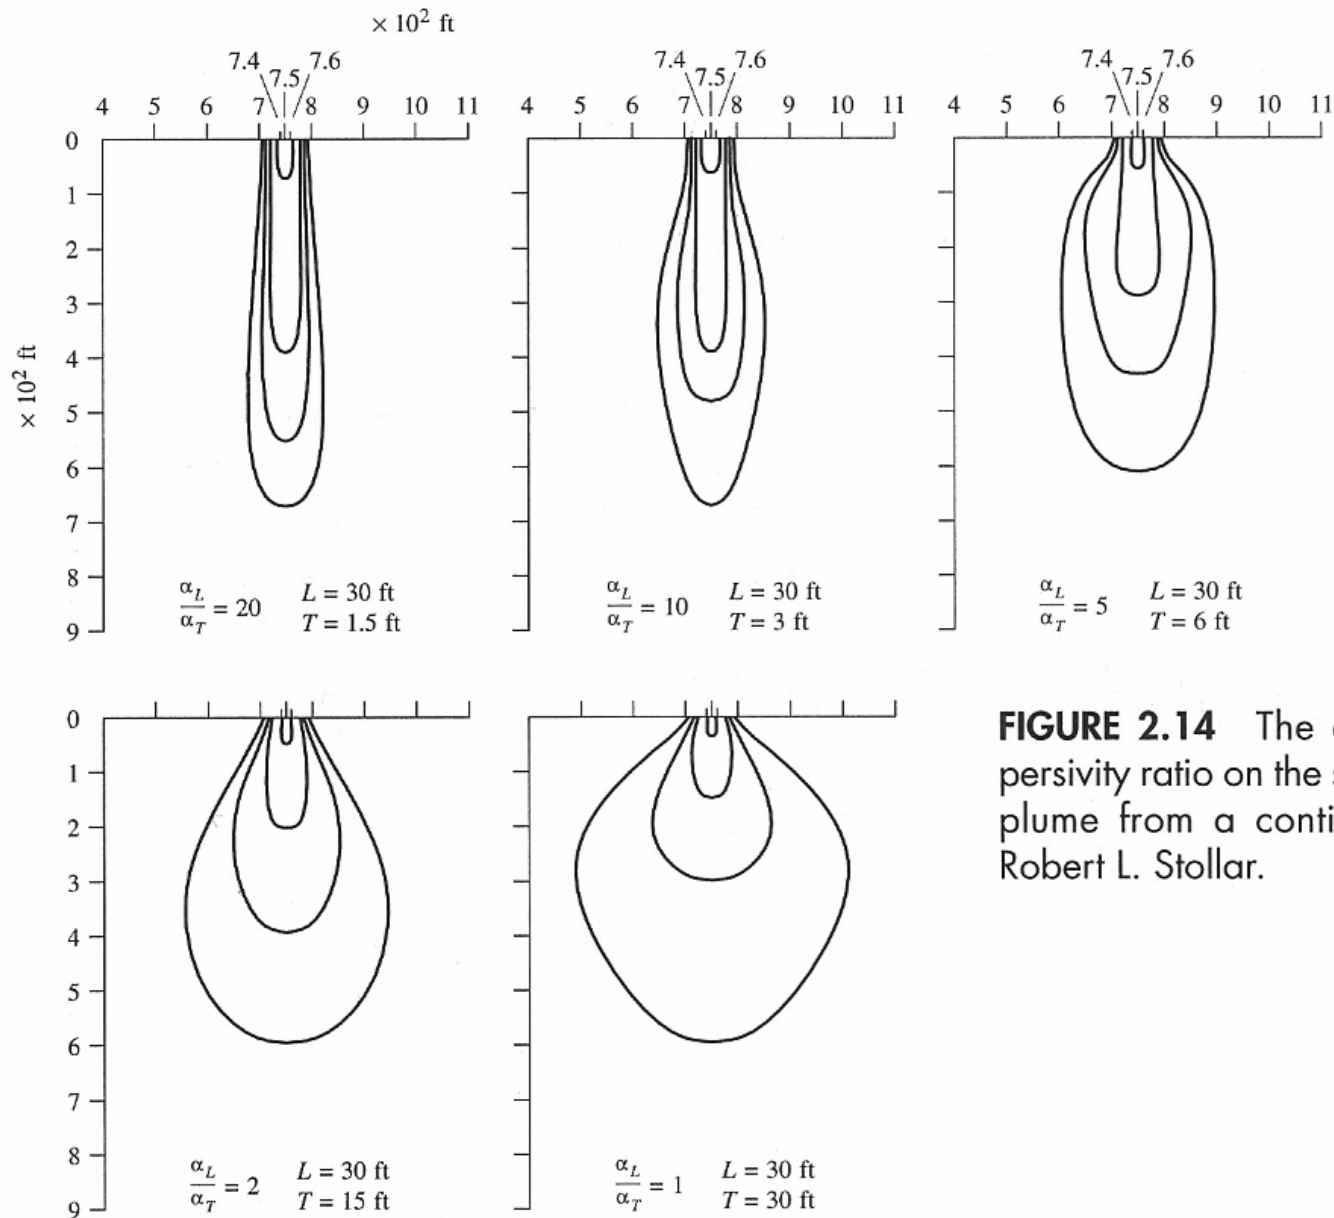 × 10² ft
7.4 7.5 7.6
4 5 6 7 8 9 10 11
7.4 7.5 7.6
4 5 6 7 8 9 10 11
7.4 7.5 7.6
4 5 6 7 8 9 10 11
× 10² ft
0
1
2
3
4
5
6
7
8
9
α_L/α_T = 20
L = 30 ft
T = 1.5 ft
α_L/α_T = 10
L = 30 ft
T = 3 ft
α_L/α_T = 5
L = 30 ft
T = 6 ft
0
1
2
3
4
5
6
7
8
9
α_L/α_T = 2
L = 30 ft
T = 15 ft
α_L/α_T = 1
L = 30 ft
T = 30 ft
FIGURE 2.14 The
persivity ratio on the
plume from a conti
Robert L. Stollar.